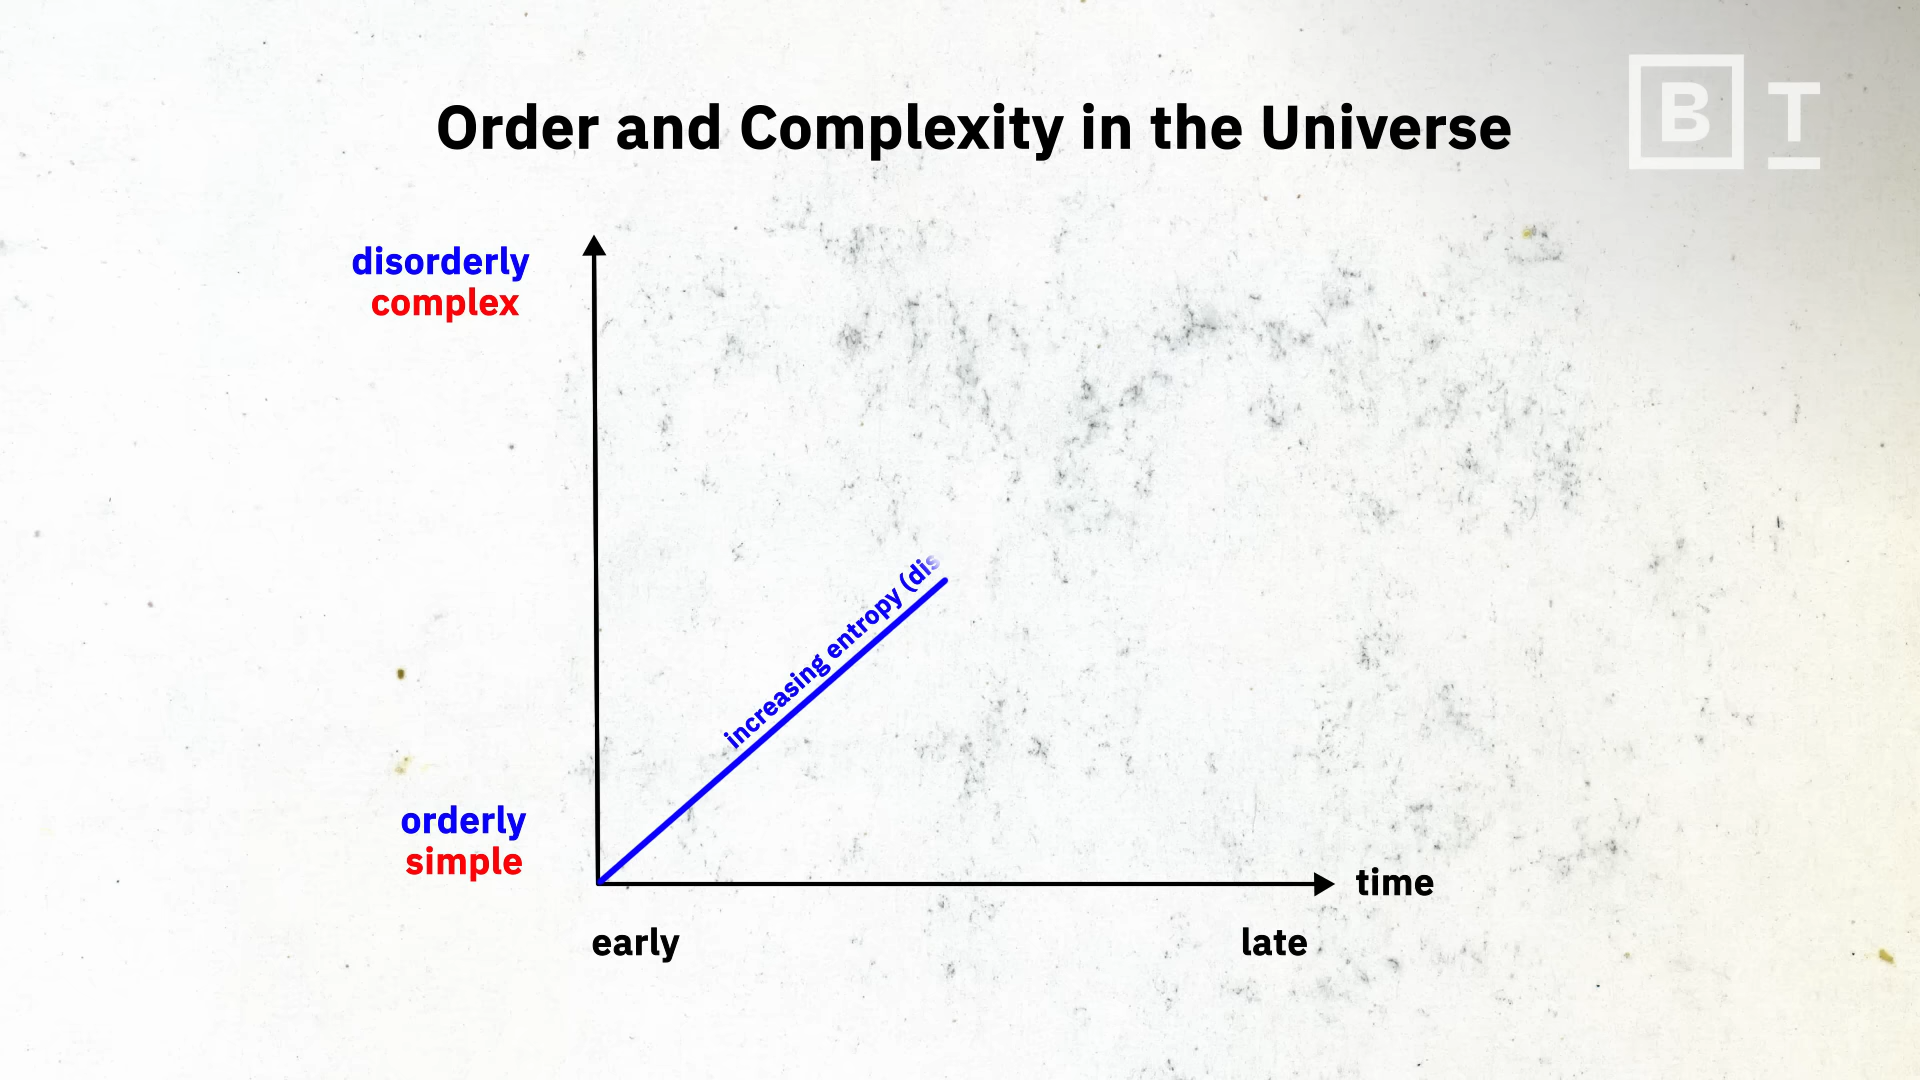 Order and Complexity in the Universe
B T
disorderly
complex
increasing entropy (dis
orderly
simple
time
early
late